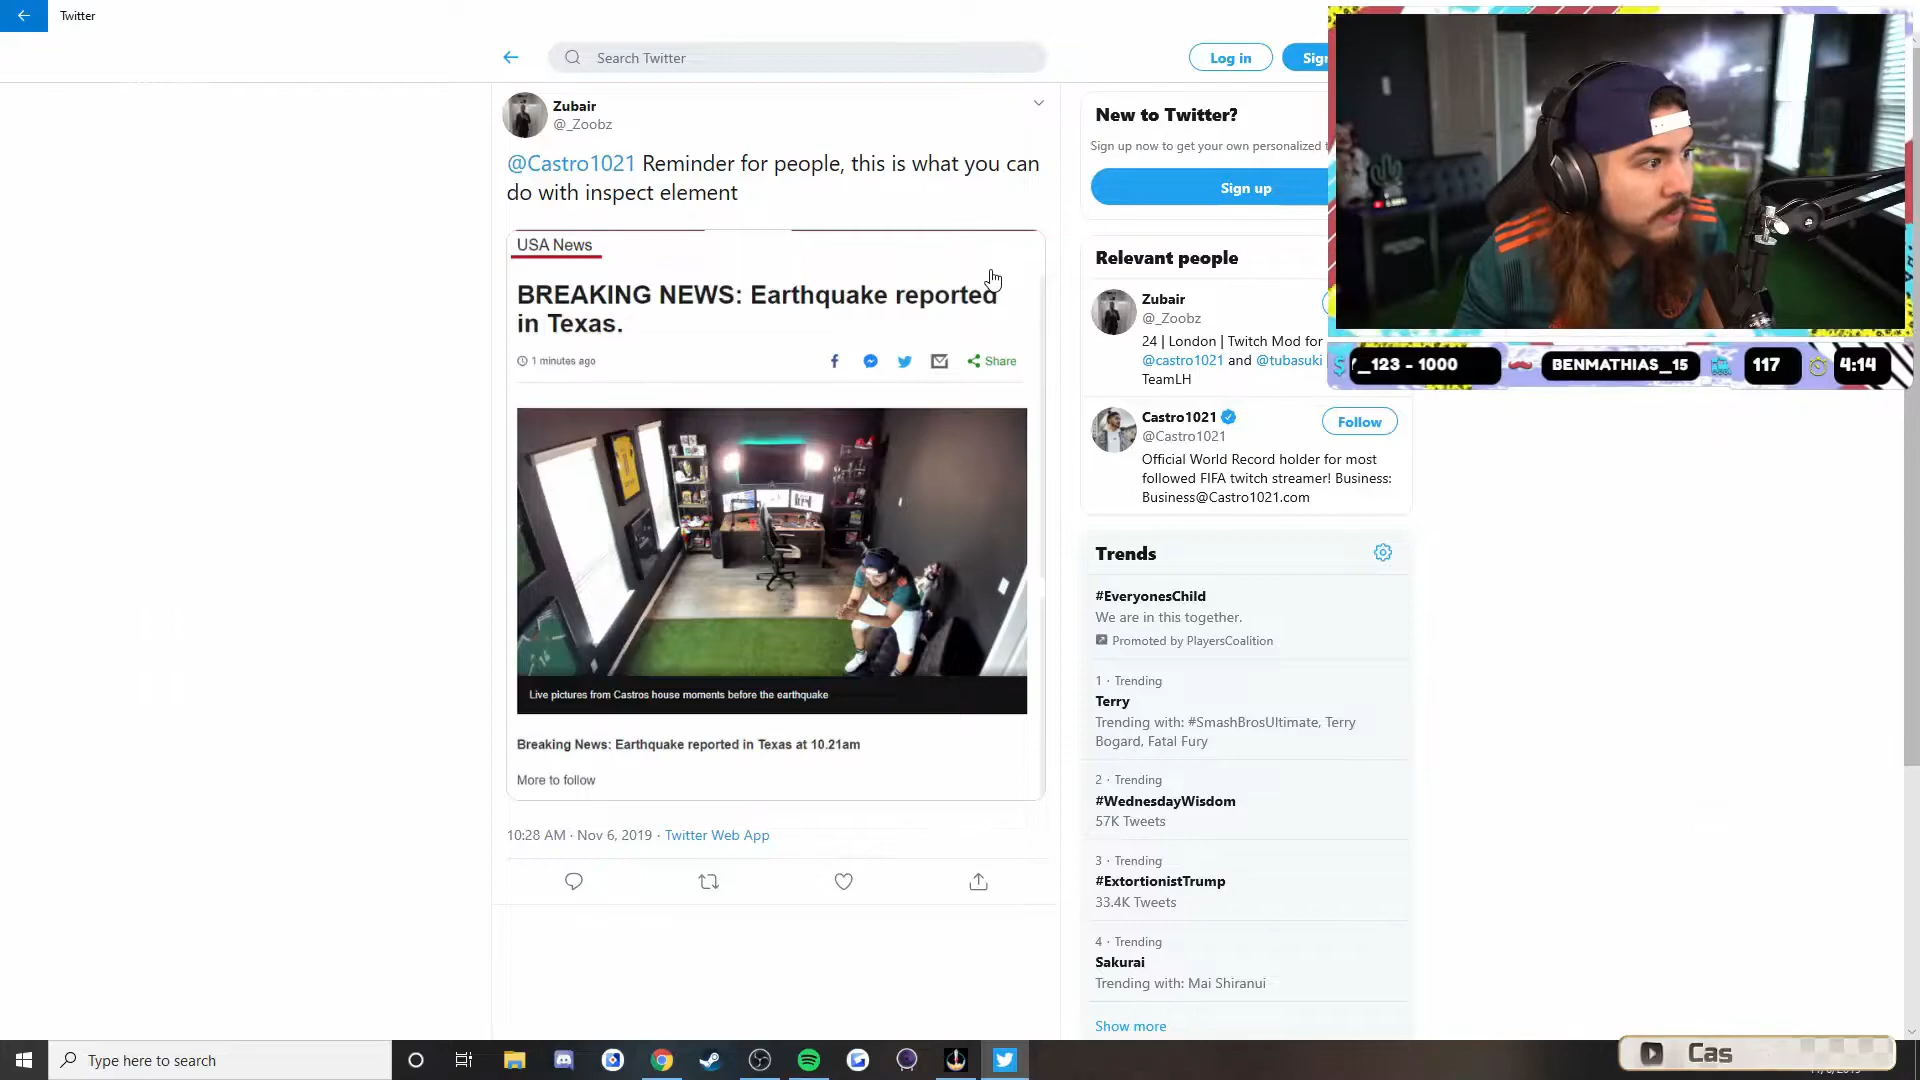 Twitter
Search Twitter
Log in
Sign
Zubair
@_Zoobz
@Castro1021 Reminder for people, this is what you can
do with inspect element
USA News
BREAKING NEWS: Earthquake reported
in Texas.
1 minutes ago
Share
Live pictures from Castros house moments before the earthquake
Breaking News: Earthquake reported in Texas at 10.21am
More to follow
10:28 AM · Nov 6, 2019 · Twitter Web App
New to Twitter?
Sign up now to get your own personalized t
Sign up
Relevant people
Zubair
@_Zoobz
24 | London | Twitch Mod for
@castro1021 and @tubasuki
TeamLH
Castro1021
@Castro1021
Follow
Official World Record holder for most
followed FIFA twitch streamer! Business:
Business@Castro1021.com
Trends
#EveryonesChild
We are in this together.
Promoted by PlayersCoalition
1 · Trending
Terry
Trending with: #SmashBrosUltimate, Terry
Bogard, Fatal Fury
2 · Trending
#WednesdayWisdom
57K Tweets
3 · Trending
#ExtortionistTrump
33.4K Tweets
4 · Trending
Sakurai
Trending with: Mai Shiranui
Show more
_123 - 1000
BENMATHIAS_15
117
4:14
Type here to search
Cas